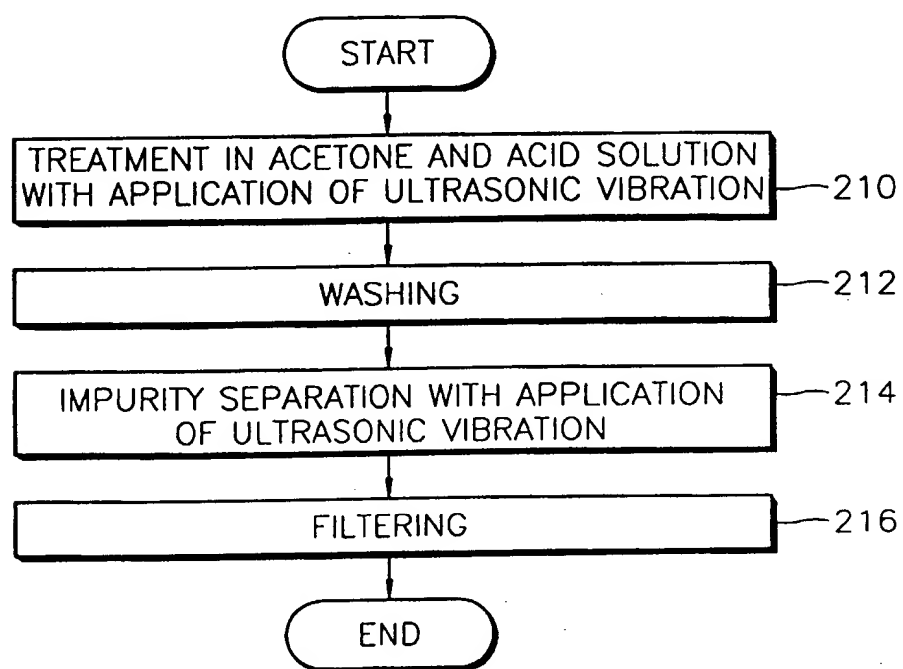 START
TREATMENT IN ACETONE AND ACID SOLUTION
WITH APPLICATION OF ULTRASONIC VIBRATION
210
WASHING
212
IMPURITY SEPARATION WITH APPLICATION
OF ULTRASONIC VIBRATION
214
FILTERING
216
END